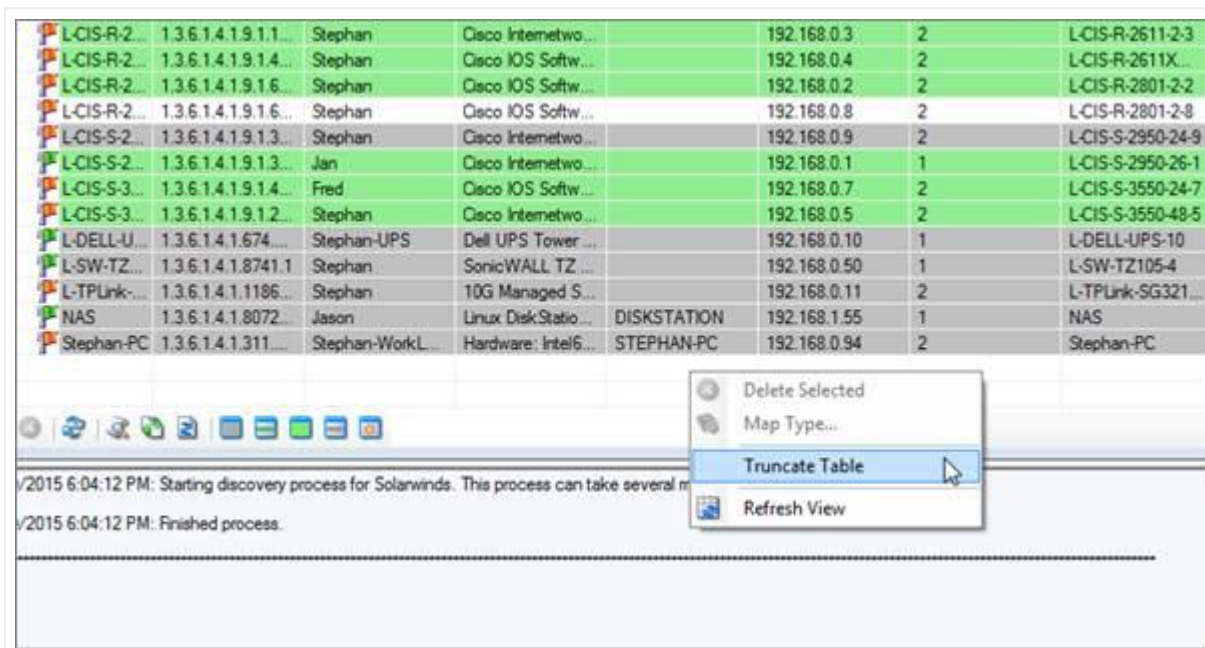 L-CIS-R-2... 1.3.6.1.4.1.9.1.1... Stephan Cisco Internetwo... 192.168.0.3 2 L-CIS-R-2611-2-3
L-CIS-R-2... 1.3.6.1.4.1.9.1.4... Stephan Cisco IOS Softw... 192.168.0.4 2 L-CIS-R-2611X...
L-CIS-R-2... 1.3.6.1.4.1.9.1.6... Stephan Cisco IOS Softw... 192.168.0.2 2 L-CIS-R-2801-2-2
L-CIS-R-2... 1.3.6.1.4.1.9.1.6... Stephan Cisco IOS Softw... 192.168.0.8 2 L-CIS-R-2801-2-8
L-CIS-S-2... 1.3.6.1.4.1.9.1.3... Stephan Cisco Internetwo... 192.168.0.9 2 L-CIS-S-2950-24-9
L-CIS-S-2... 1.3.6.1.4.1.9.1.3... Jan Cisco Internetwo... 192.168.0.1 1 L-CIS-S-2950-26-1
L-CIS-S-3... 1.3.6.1.4.1.9.1.4... Fred Cisco IOS Softw... 192.168.0.7 2 L-CIS-S-3550-24-7
L-CIS-S-3... 1.3.6.1.4.1.9.1.2... Stephan Cisco Internetwo... 192.168.0.5 2 L-CIS-S-3550-48-5
L-DELL-U... 1.3.6.1.4.1.674.... Stephan-UPS Dell UPS Tower ... 192.168.0.10 1 L-DELL-UPS-10
L-SW-TZ... 1.3.6.1.4.1.8741.1 Stephan SonicWALL TZ ... 192.168.0.50 1 L-SW-TZ105-4
L-TPLink-... 1.3.6.1.4.1.1186... Stephan 10G Managed S... 192.168.0.11 2 L-TPLink-SG321...
NAS 1.3.6.1.4.1.8072... Jason Linux DiskStatio... DISKSTATION 192.168.1.55 1 NAS
Stephan-PC 1.3.6.1.4.1.311.... Stephan-WorkL... Hardware: Intel6... STEPHAN-PC 192.168.0.94 2 Stephan-PC
Delete Selected
Map Type...
Truncate Table
Refresh View
/2015 6:04:12 PM: Starting discovery process for Solarwinds. This process can take several m
/2015 6:04:12 PM: Finished process.